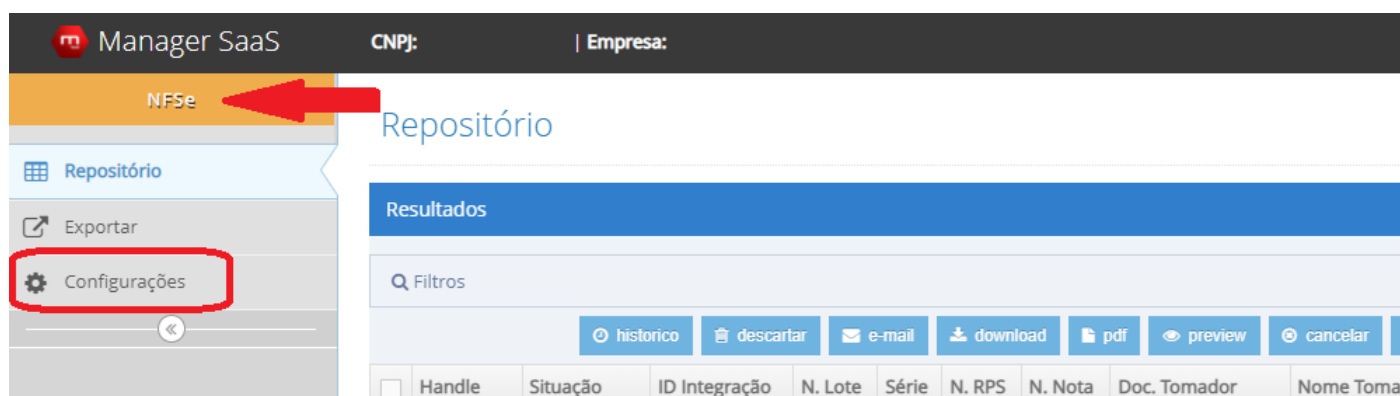 Manager SaaS
CNPJ: | Empresa:
NFSe
Repositório
Repositório
Exportar
Configurações
Resultados
Filtros
historico descartar e-mail download pdf preview cancelar
Handle Situação ID Integração N. Lote Série N. RPS N. Nota Doc. Tomador Nome Toma